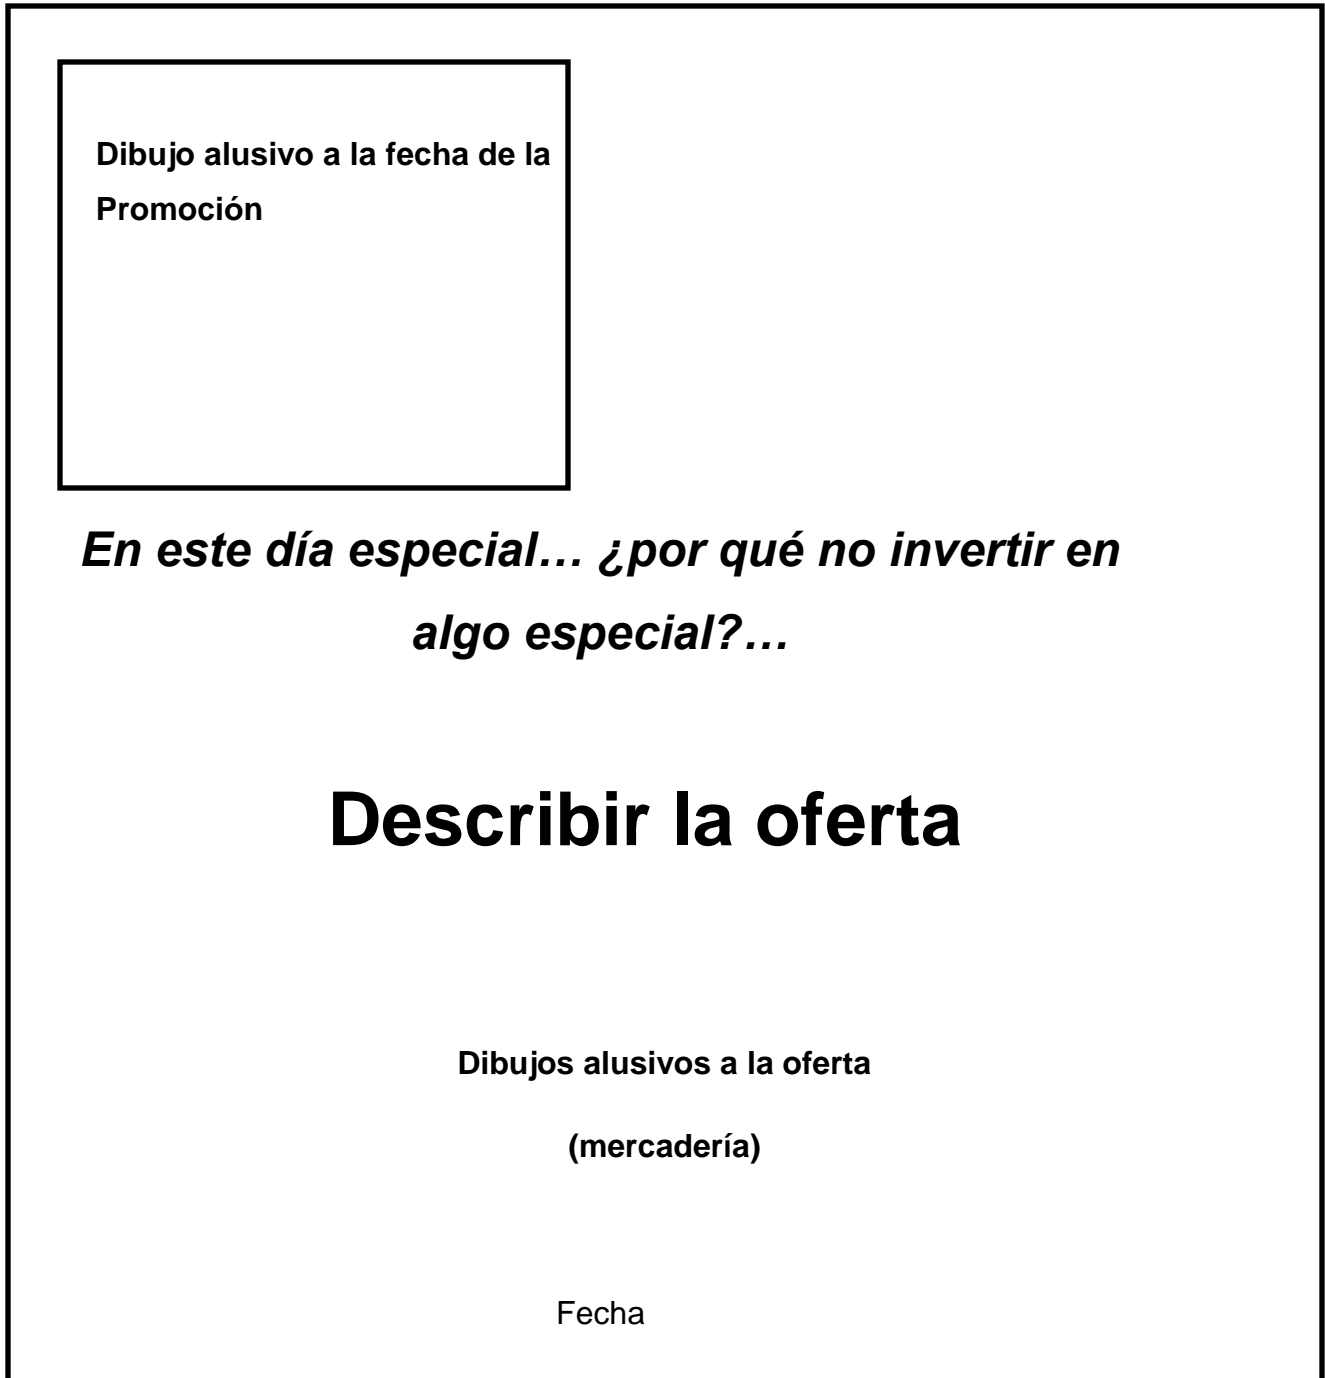 Dibujo alusivo a la fecha de la
Promoción
En este día especial… ¿por qué no invertir en
algo especial?…
Describir la oferta
Dibujos alusivos a la oferta
(mercadería)
Fecha